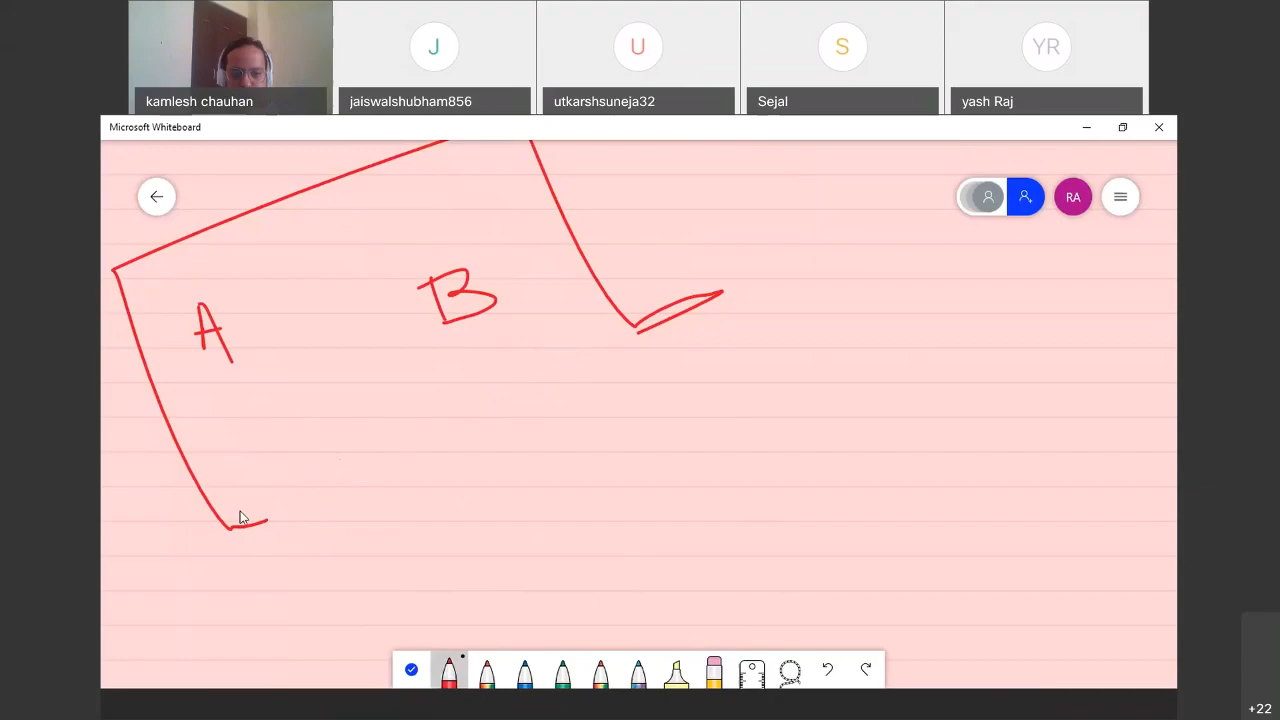 J U S YR
kamlesh chauhan jaiswalshubham856 utkarshsuneja32 Sejal yash Raj
Microsoft Whiteboard
RA
A B
+22